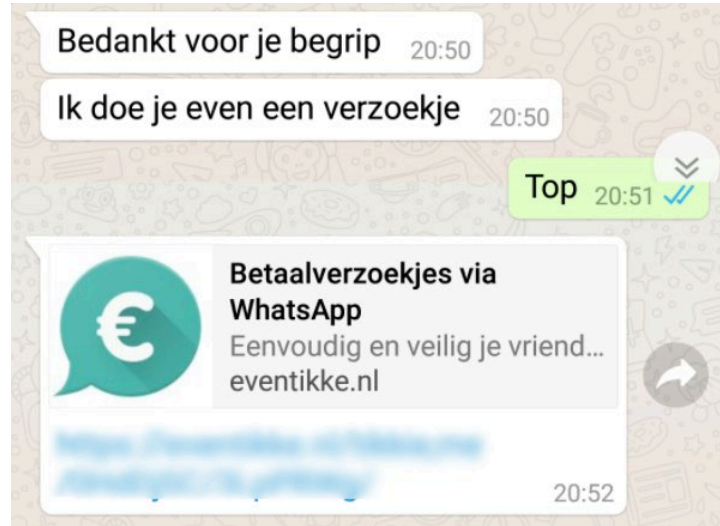 Bedankt voor je begrip 20:50
Ik doe je even een verzoekje 20:50
Top 20:51
€
Betaalverzoekjes via
WhatsApp
Eenvoudig en veilig je vriend...
eventikke.nl
20:52